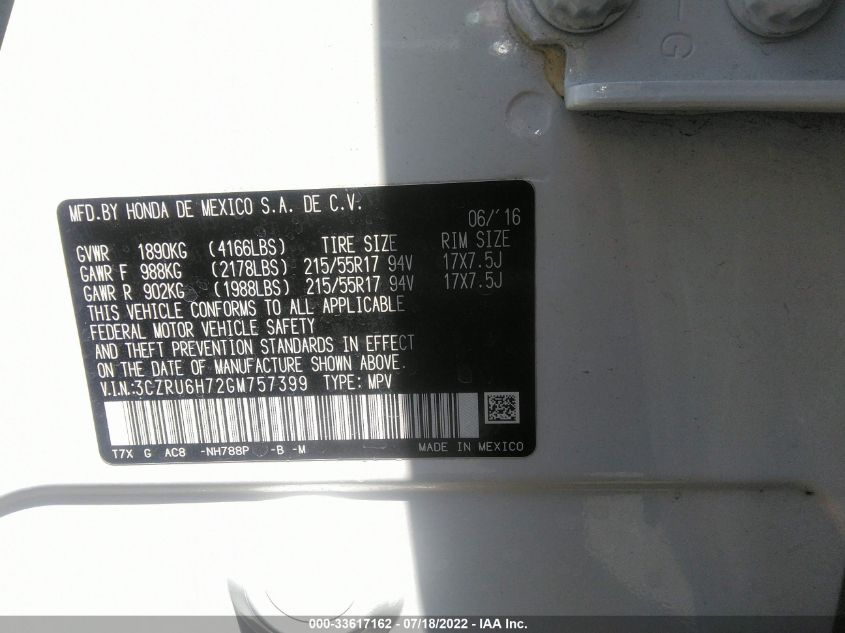 G
MFD.BY HONDA DE MEXICO S.A. DE C.V.
06/'16
GVWR 1890KG (4166LBS) TIRE SIZE RIM SIZE
GAWR F 988KG (2178LBS) 215/55R17 94V 17X7.5J
GAWR R 902KG (1988LBS) 215/55R17 94V 17X7.5J
THIS VEHICLE CONFORMS TO ALL APPLICABLE
FEDERAL MOTOR VEHICLE SAFETY
AND THEFT PREVENTION STANDARDS IN EFFECT
ON THE DATE OF MANUFACTURE SHOWN ABOVE.
V.I.N.:3CZRU6H72GM757399 TYPE: MPV
T7X G AC8 -NH788P -B -M MADE IN MEXICO
000-33617162 - 07/18/2022 - IAA Inc.